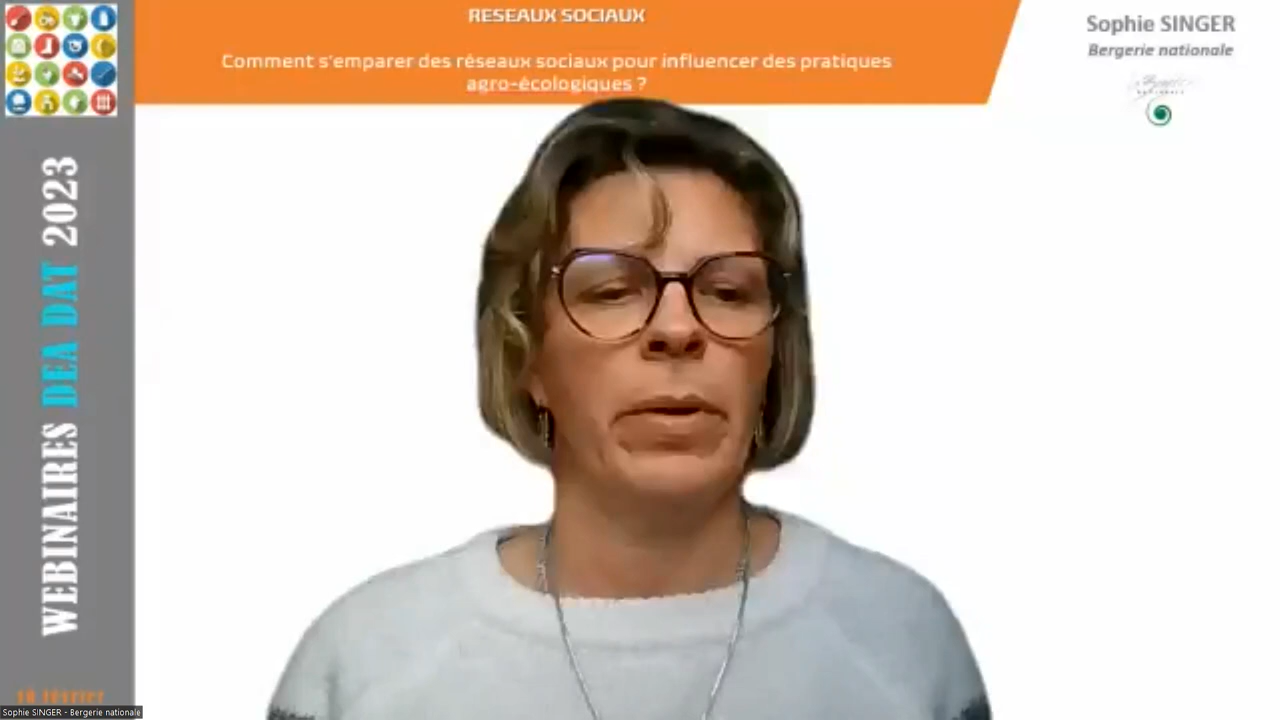 RESEAUX SOCIAUX
Comment s'emparer des réseaux sociaux pour influencer des pratiques
agro-écologiques ?
Sophie SINGER
Bergerie nationale
WEBINAIRES DEA DAT 2023
Sophie SINGER - Bergerie nationale